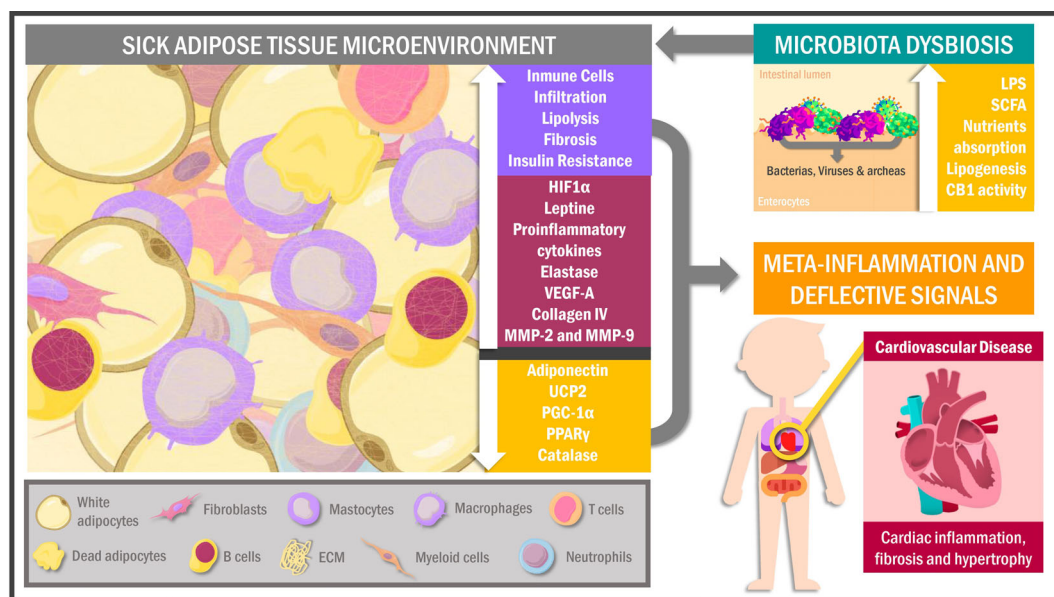 SICK ADIPOSE TISSUE MICROENVIRONMENT
Inmune Cells
Infiltration
Lipolysis
Fibrosis
Insulin Resistance
HIF1α
Leptine
Proinflammatory
cytokines
Elastase
VEGF-A
Collagen IV
MMP-2 and MMP-9
Adiponectin
UCP2
PGC-1α
PPARγ
Catalase
White
adipocytes
Fibroblasts
Mastocytes
Macrophages
T cells
Dead adipocytes
B cells
ECM
Myeloid cells
Neutrophils
MICROBIOTA DYSBIOSIS
Intestinal lumen
Bacterias, Viruses & archeas
Enterocytes
LPS
SCFA
Nutrients
absorption
Lipogenesis
CB1 activity
META-INFLAMMATION AND
DEFLECTIVE SIGNALS
Cardiovascular Disease
Cardiac inflammation,
fibrosis and hypertrophy